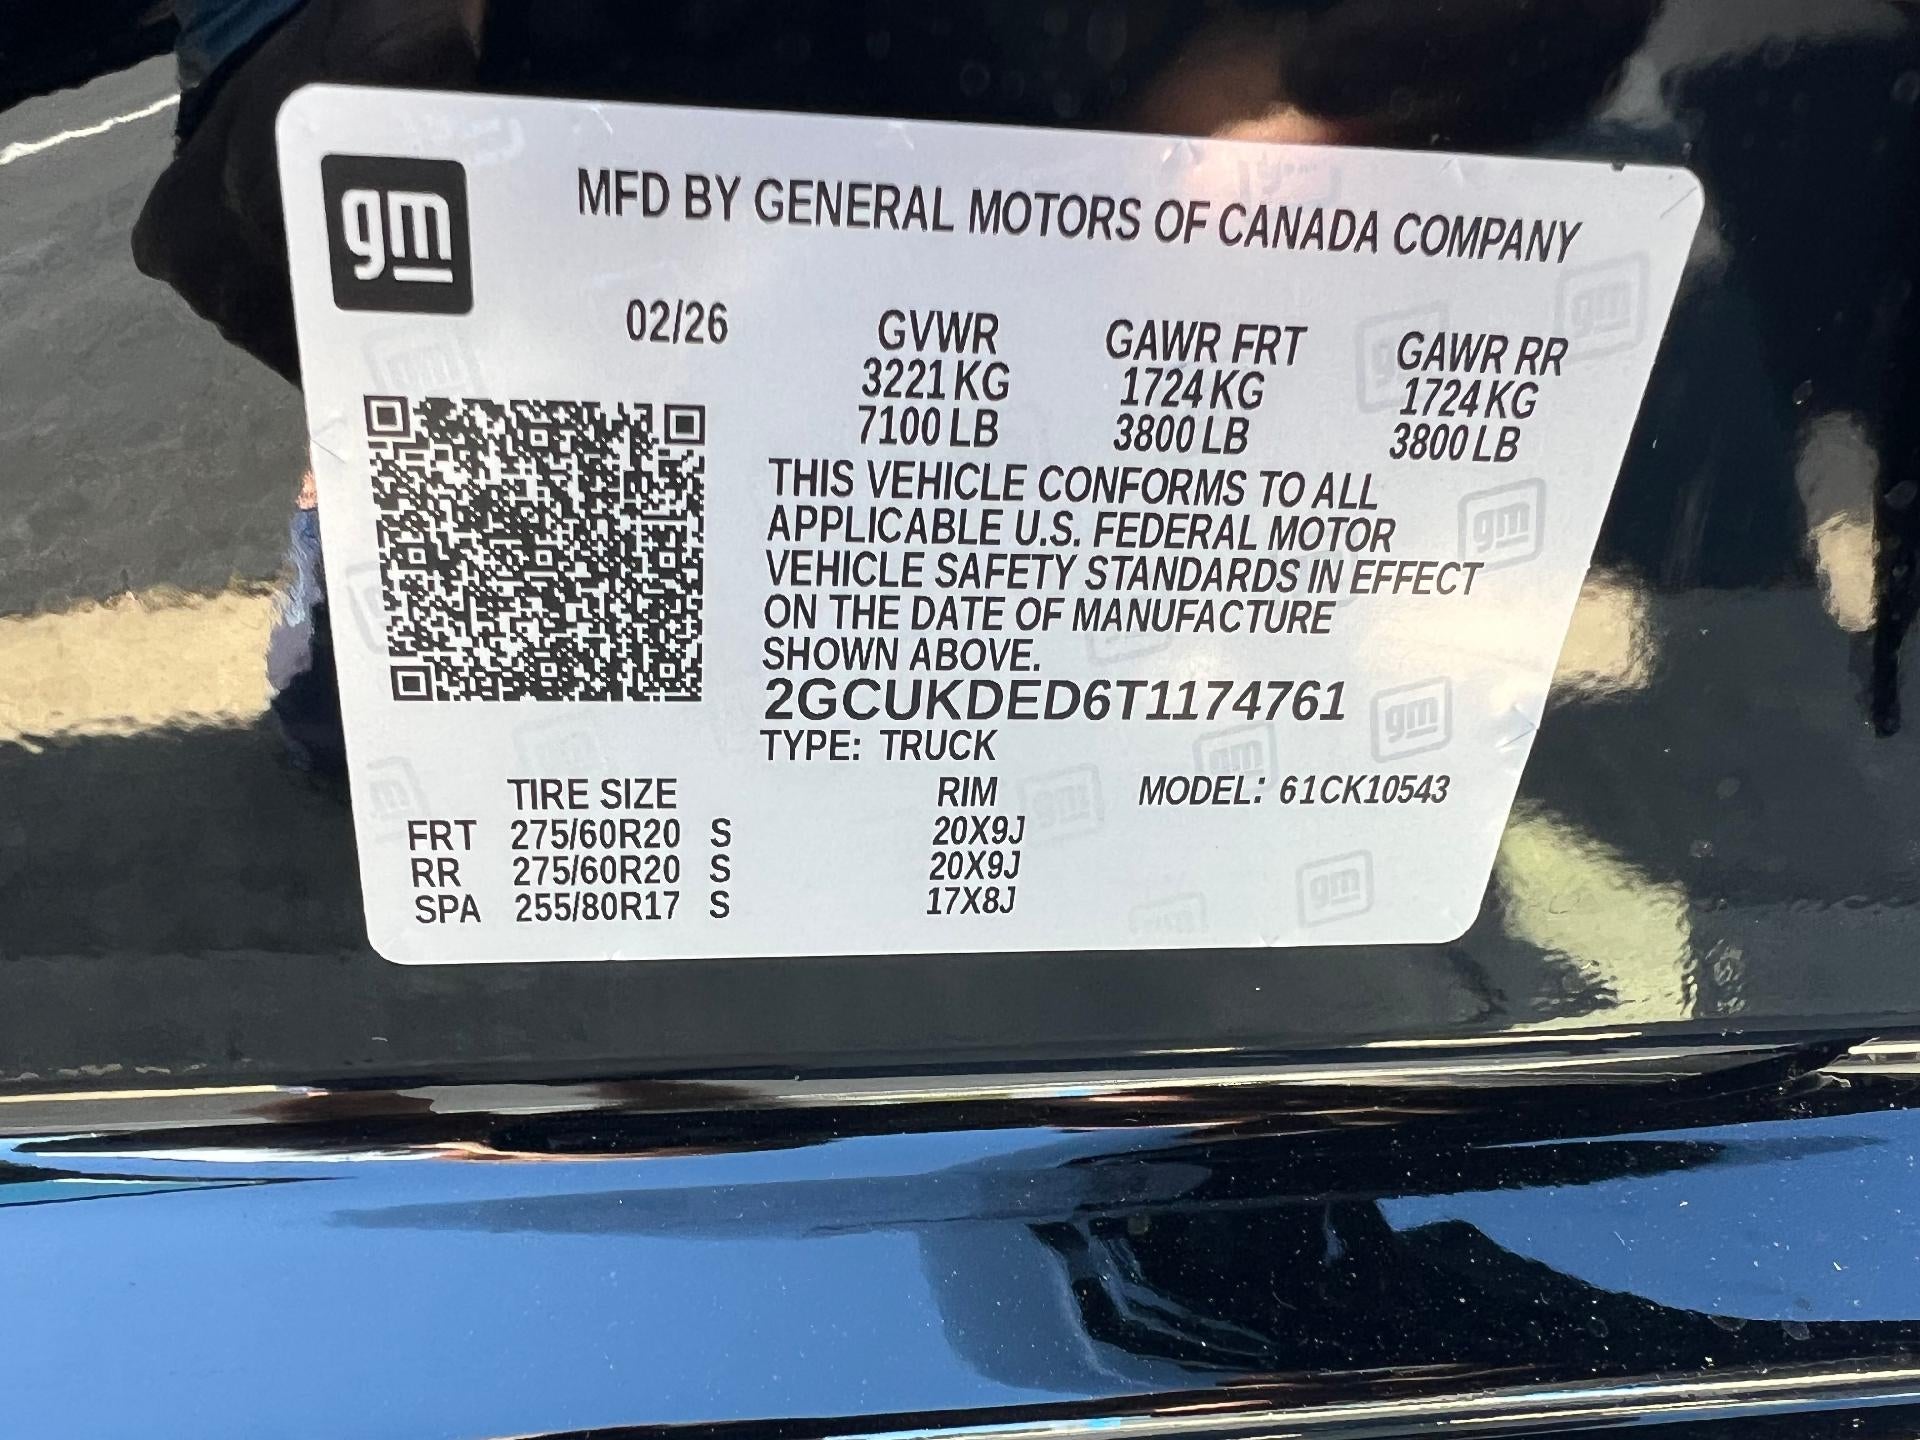 gm
MFD BY GENERAL MOTORS OF CANADA COMPANY
02/26 GVWR GAWR FRT GAWR RR
3221 KG 1724 KG 1724 KG
7100 LB 3800 LB 3800 LB
THIS VEHICLE CONFORMS TO ALL
APPLICABLE U.S. FEDERAL MOTOR
VEHICLE SAFETY STANDARDS IN EFFECT
ON THE DATE OF MANUFACTURE
SHOWN ABOVE.
2GCUKDED6T1174761
TYPE: TRUCK
TIRE SIZE RIM MODEL: 61CK10543
FRT 275/60R20 S 20X9J
RR 275/60R20 S 20X9J
SPA 255/80R17 S 17X8J